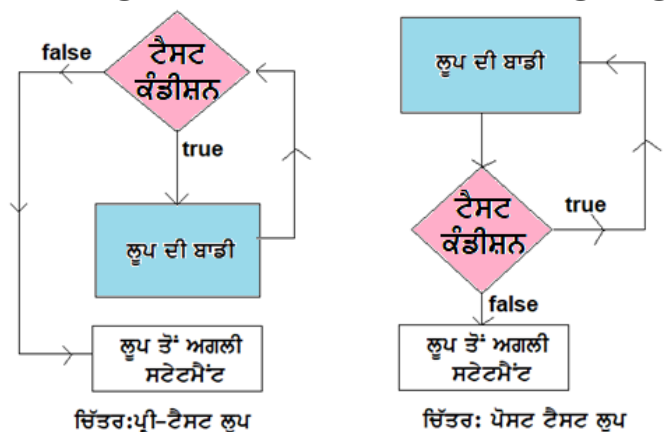 false
ਟੈਸਟ
ਕੰਡੀਸ਼ਨ
true
ਲੂਪ ਦੀ ਬਾਡੀ
ਲੂਪ ਤੋਂ ਅਗਲੀ
ਸਟੇਟਮੈਂਟ
ਚਿੱਤਰ:ਪ੍ਰੀ-ਟੈਸਟ ਲੂਪ
ਲੂਪ ਦੀ ਬਾਡੀ
ਟੈਸਟ
ਕੰਡੀਸ਼ਨ
true
false
ਲੂਪ ਤੋਂ ਅਗਲੀ
ਸਟੇਟਮੈਂਟ
ਚਿੱਤਰ: ਪੋਸਟ ਟੈਸਟ ਲੂਪ